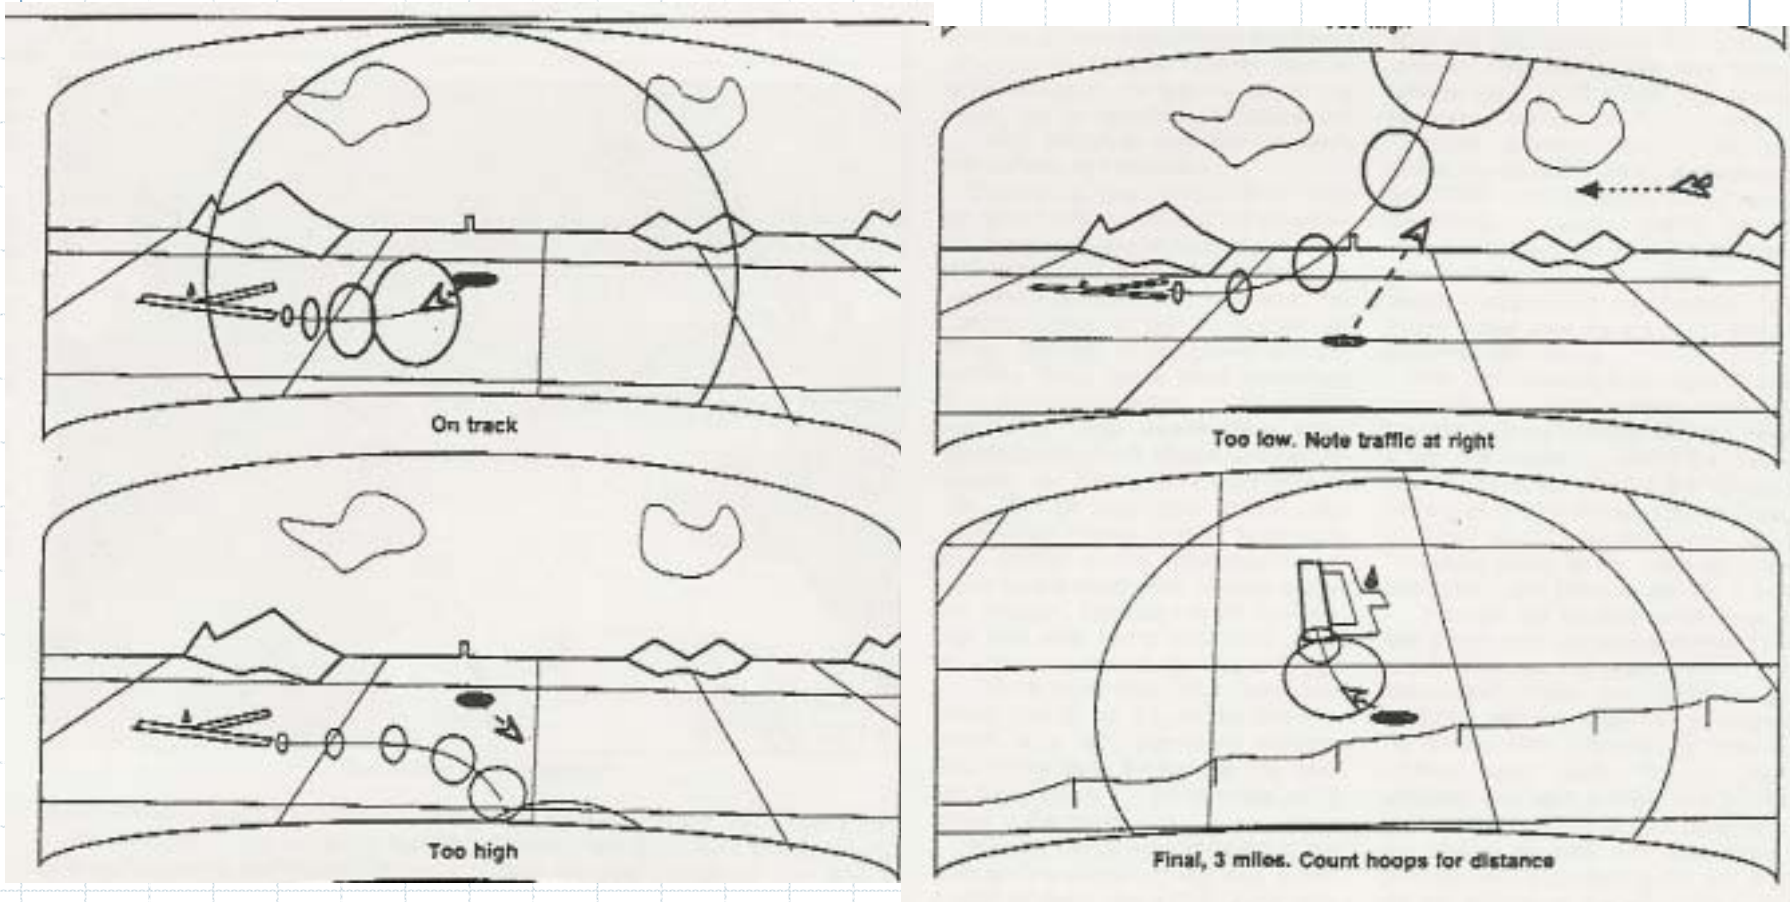 On track
Too high
Too low. Note traffic at right
Final, 3 miles. Count hoops for distance